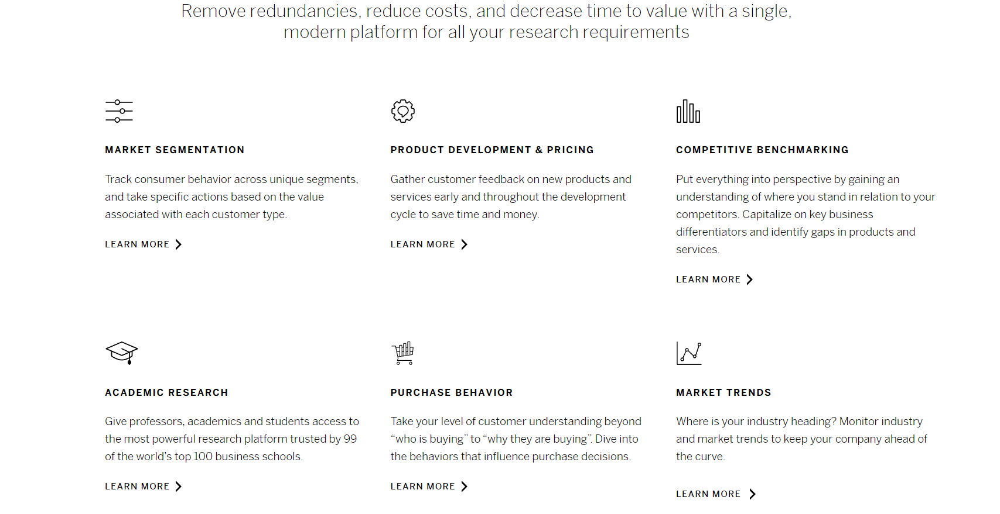 Remove redundancies, reduce costs, and decrease time to value with a single,
modern platform for all your research requirements
MARKET SEGMENTATION
Track consumer behavior across unique segments,
and take specific actions based on the value
associated with each customer type.
LEARN MORE
PRODUCT DEVELOPMENT & PRICING
Gather customer feedback on new products and
services early and throughout the development
cycle to save time and money.
LEARN MORE
COMPETITIVE BENCHMARKING
Put everything into perspective by gaining an
understanding of where you stand in relation to your
competitors. Capitalize on key business
differentiators and identify gaps in products and
services.
LEARN MORE
ACADEMIC RESEARCH
Give professors, academics and students access to
the most powerful research platform trusted by 99
of the world’s top 100 business schools.
LEARN MORE
PURCHASE BEHAVIOR
Take your level of customer understanding beyond
“who is buying” to “why they are buying”. Dive into
the behaviors that influence purchase decisions.
LEARN MORE
MARKET TRENDS
Where is your industry heading? Monitor industry
and market trends to keep your company ahead of
the curve.
LEARN MORE